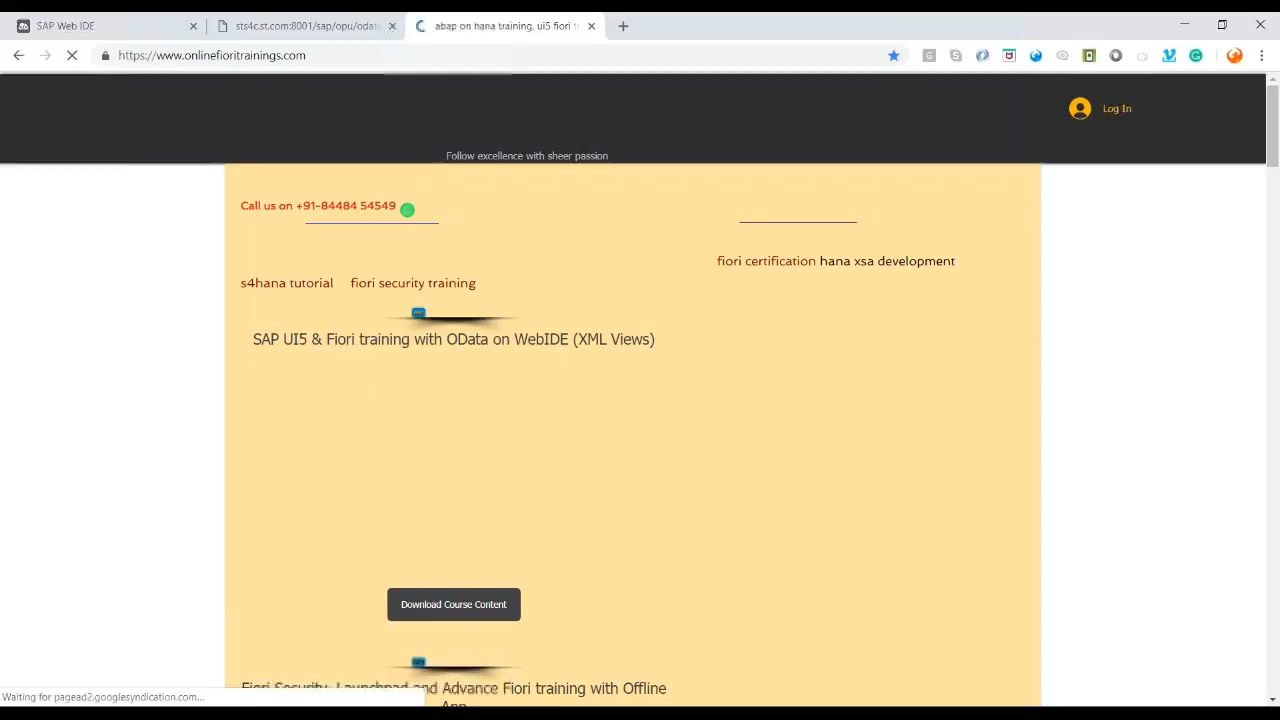 SAP Web IDE
sts4c.st.com:8001/sap/opu/odata
abap on hana training, ui5 fiori tr
https://www.onlinefioritrainings.com
Log In
Follow excellence with sheer passion
Call us on +91-84484 54549
fiori certification hana xsa development
s4hana tutorial fiori security training
SAP UI5 & Fiori training with OData on WebIDE (XML Views)
Download Course Content
Fiori Security, Launchpad and Advance Fiori training with Offline
App
Waiting for pagead2.googlesyndication.com...